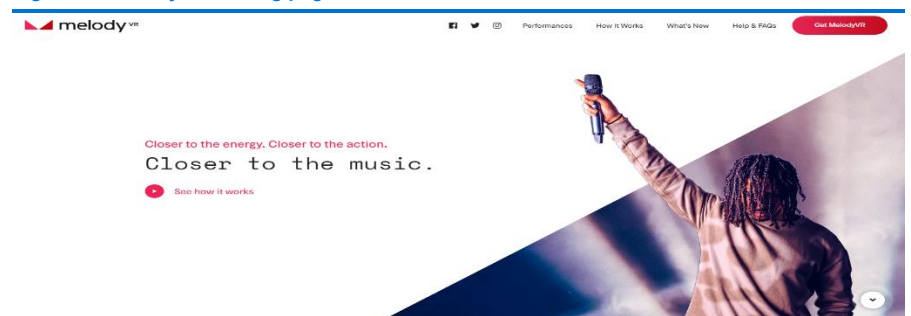 melody VR
Performances How It Works What's New Help & FAQs Get MelodyVR
Closer to the energy. Closer to the action.
Closer to the music.
See how it works